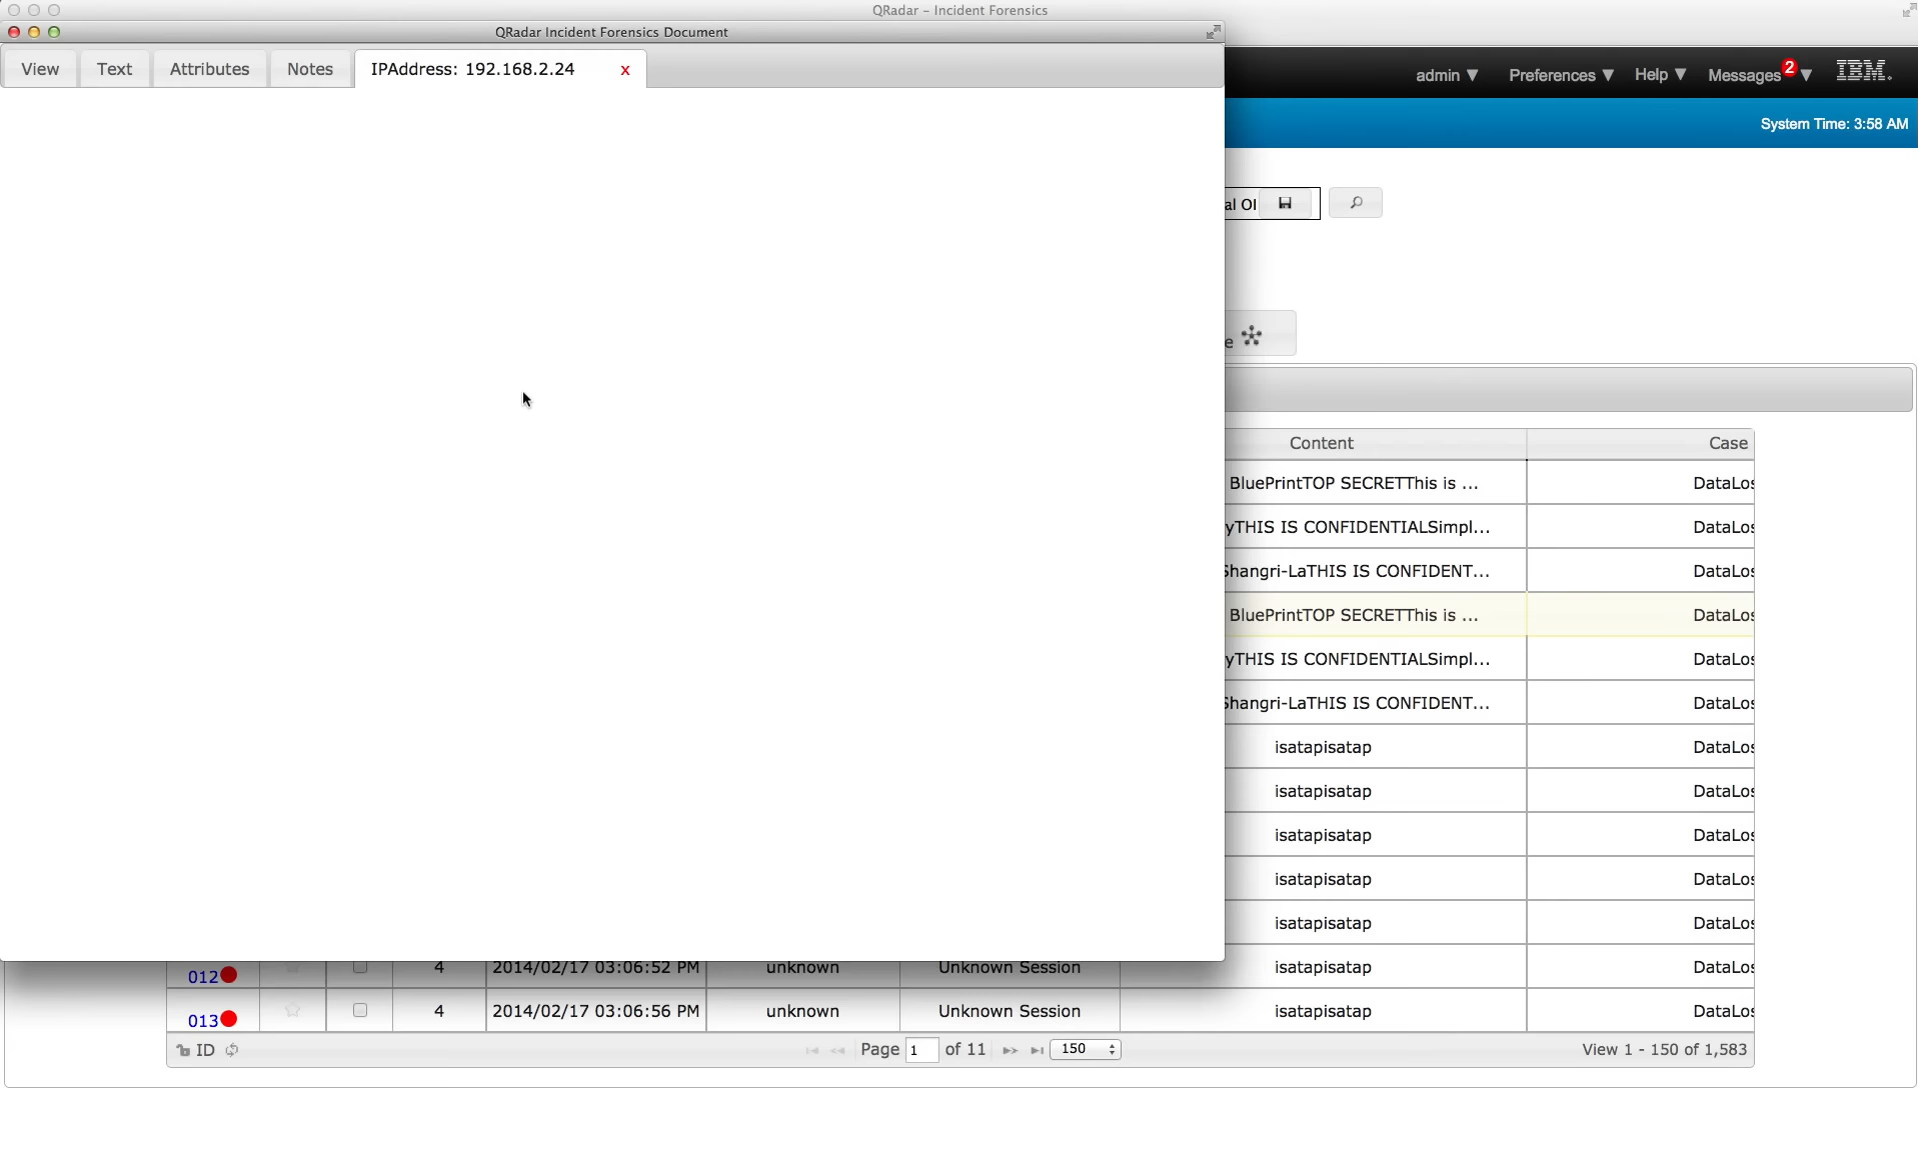 QRadar - Incident Forensics
QRadar Incident Forensics Document
View Text Attributes Notes IPAddress: 192.168.2.24 x
admin ▼ Preferences ▼ Help ▼ Messages 2 ▼ IBM.
System Time: 3:58 AM
al OI
e
Content Case
BluePrintTOP SECRETThis is ... DataLos
yTHIS IS CONFIDENTIALSimpl... DataLos
Shangri-LaTHIS IS CONFIDENT... DataLos
BluePrintTOP SECRETThis is ... DataLos
yTHIS IS CONFIDENTIALSimpl... DataLos
Shangri-LaTHIS IS CONFIDENT... DataLos
isatapisatap DataLos
isatapisatap DataLos
isatapisatap DataLos
isatapisatap DataLos
isatapisatap DataLos
012 4 2014/02/17 03:06:52 PM unknown Unknown Session isatapisatap DataLos
013 4 2014/02/17 03:06:56 PM unknown Unknown Session isatapisatap DataLos
ID Page 1 of 11 150 View 1 - 150 of 1,583